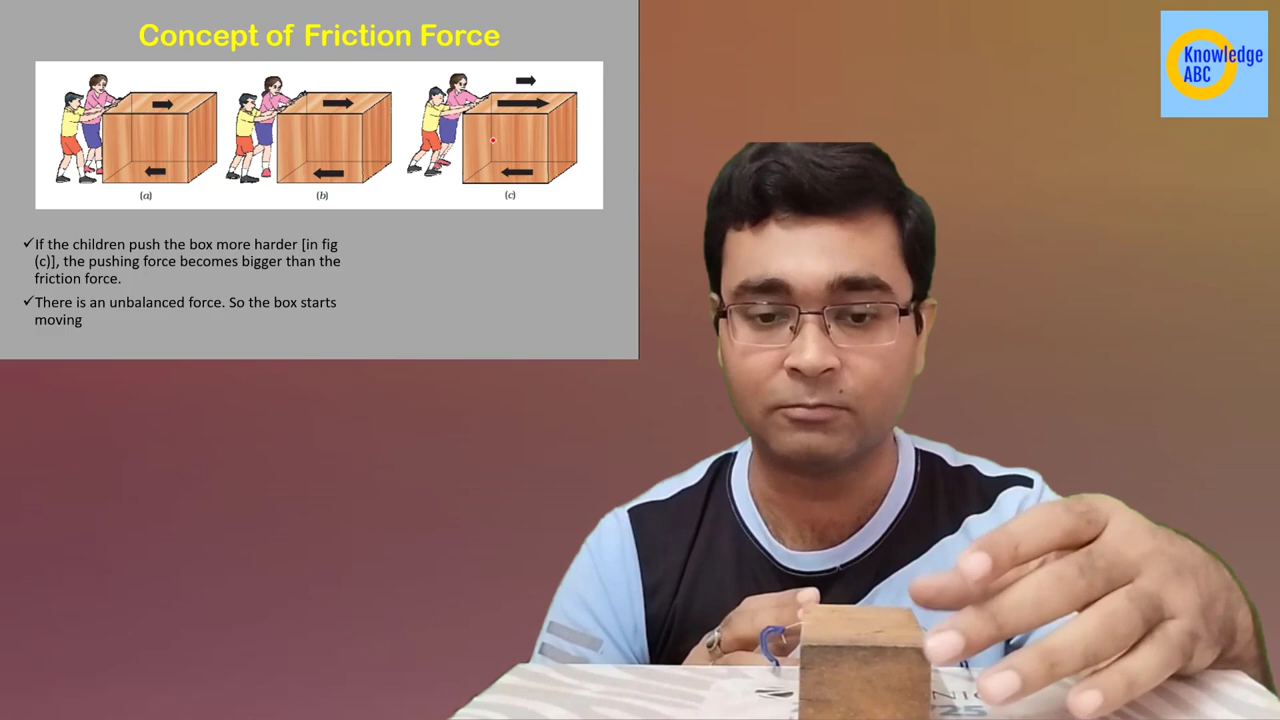 Concept of Friction Force
(a)
(b)
(c)
✓If the children push the box more harder [in fig
(c)], the pushing force becomes bigger than the
friction force.
✓There is an unbalanced force. So the box starts
moving
Knowledge
ABC